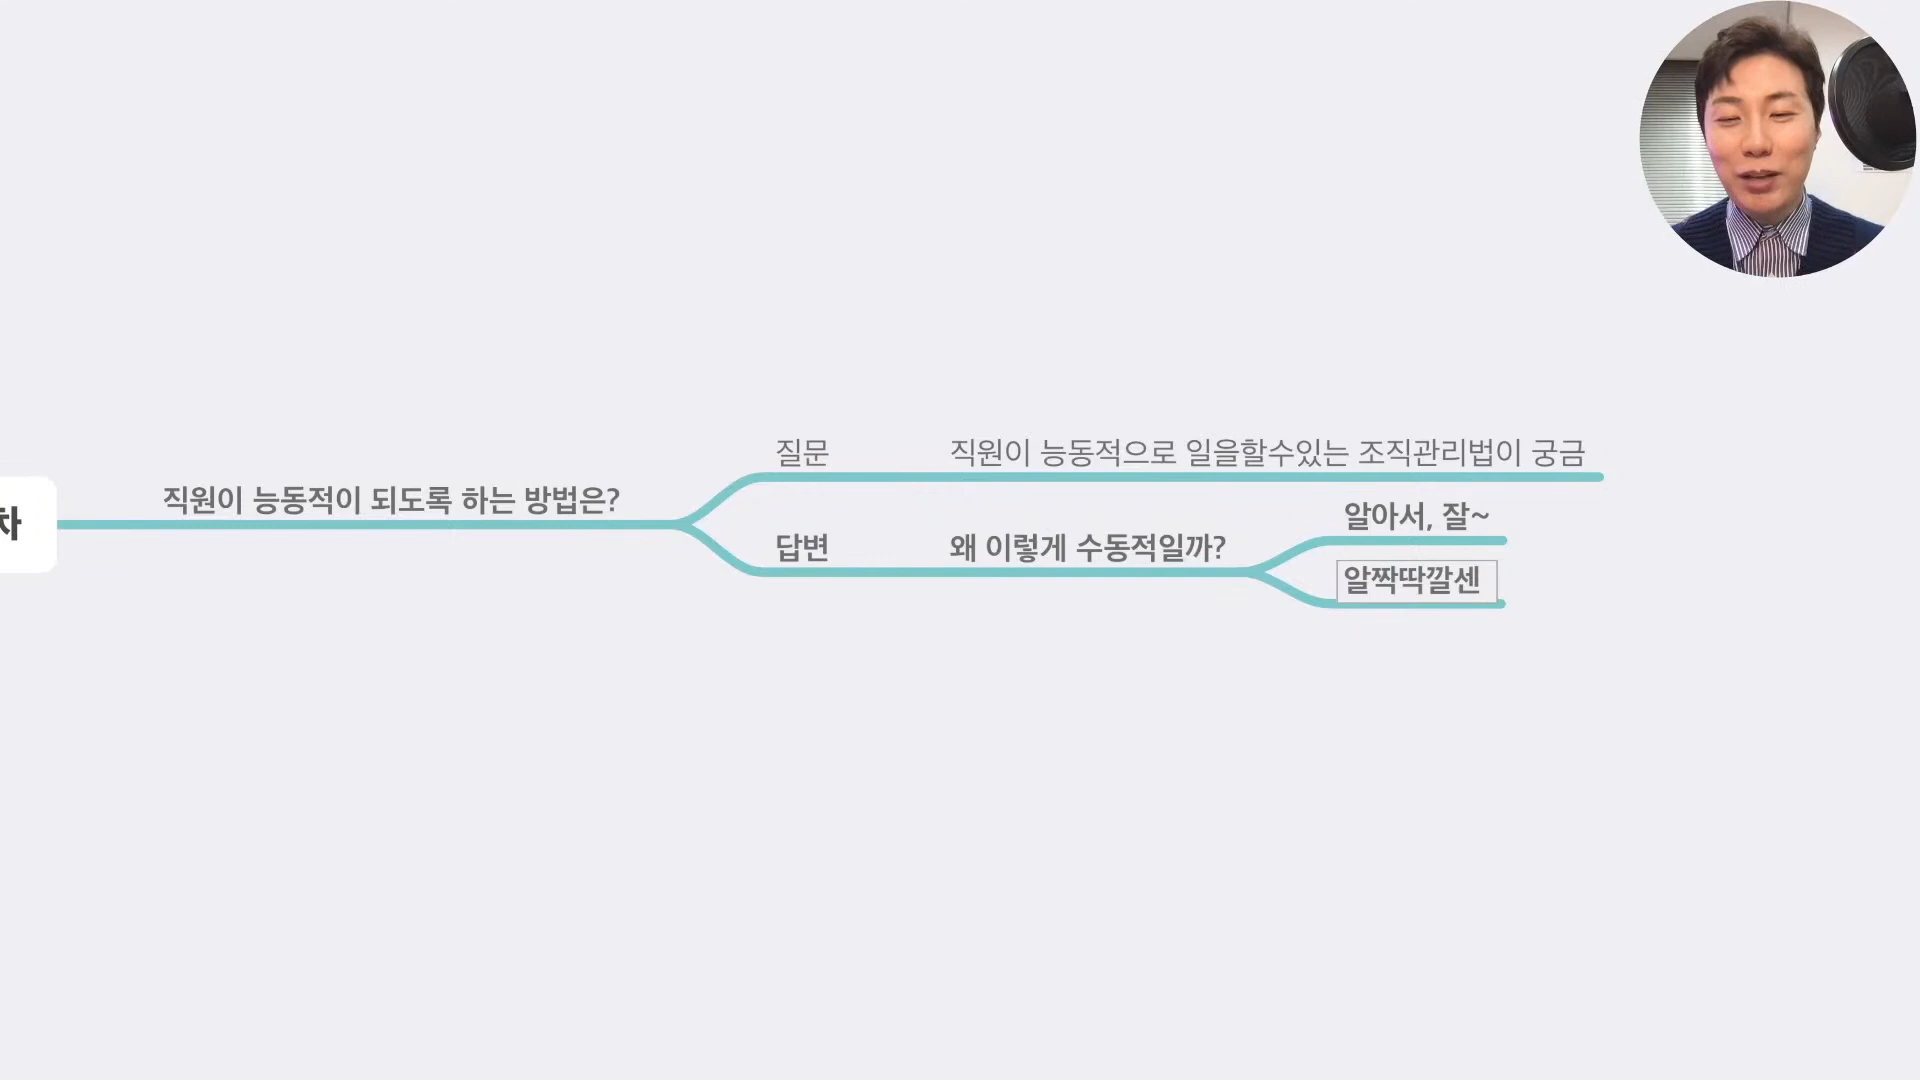 차
직원이 능동적이 되도록 하는 방법은?
질문
직원이 능동적으로 일을할수있는 조직관리법이 궁금
답변
왜 이렇게 수동적일까?
알아서, 잘~
알짝딱깔센